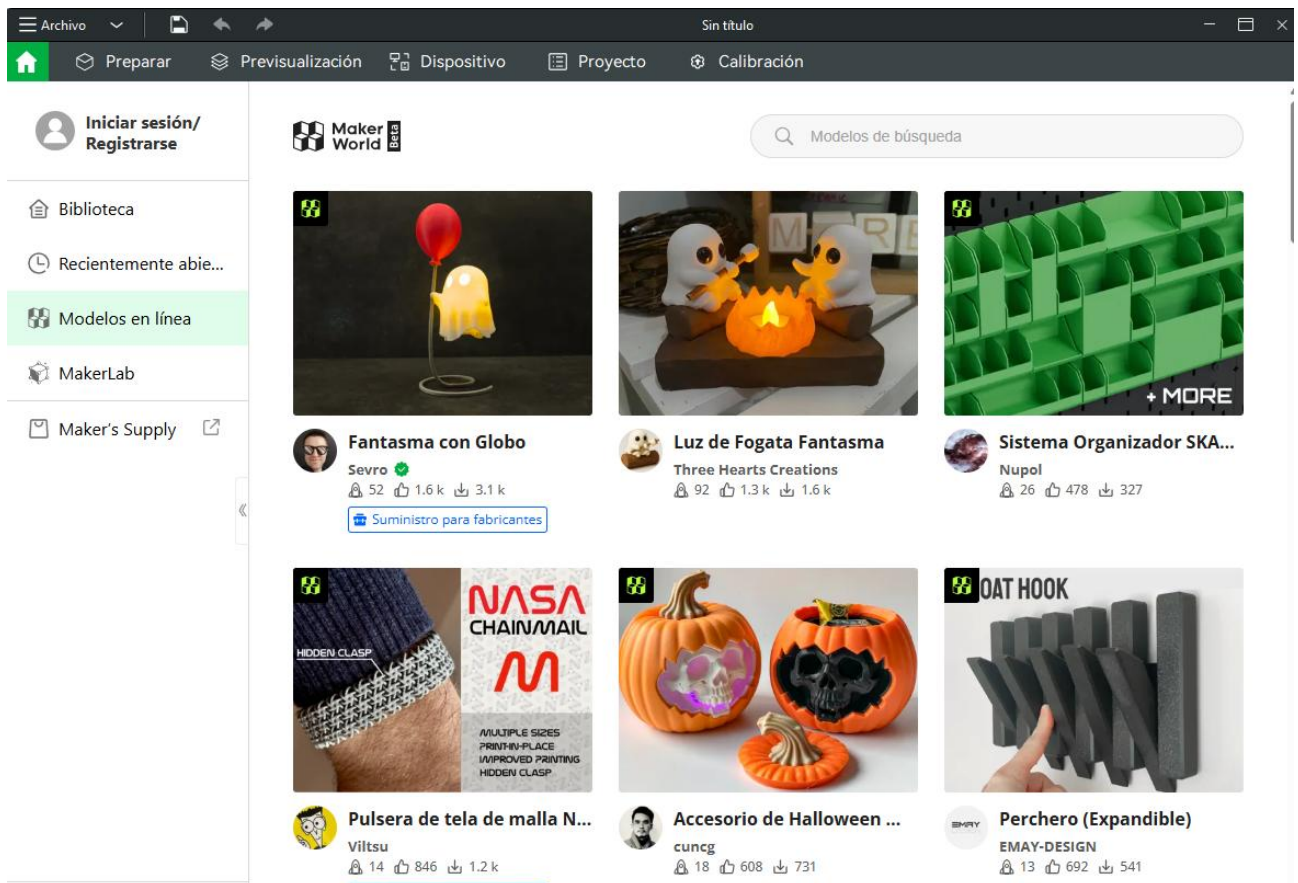 Archivo
Sin título
Preparar
Previsualización
Dispositivo
Proyecto
Calibración
Iniciar sesión/
Registrarse
Biblioteca
Recientemente abie...
Modelos en línea
MakerLab
Maker's Supply
Maker
World
Beta
Modelos de búsqueda
MORE
+ MORE
Fantasma con Globo
Sevro
52 1.6 k 3.1 k
Suministro para fabricantes
Luz de Fogata Fantasma
Three Hearts Creations
92 1.3 k 1.6 k
Sistema Organizador SKA...
Nupol
26 478 327
HIDDEN CLASP
NASA
CHAINMAIL
MULTIPLE SIZES
PRINT-IN-PLACE
IMPROVED PRINTING
HIDDEN CLASP
OAT HOOK
Pulsera de tela de malla N...
Viltsu
14 846 1.2 k
Accesorio de Halloween ...
cuncg
18 608 731
EMAY
Perchero (Expandible)
EMAY-DESIGN
13 692 541